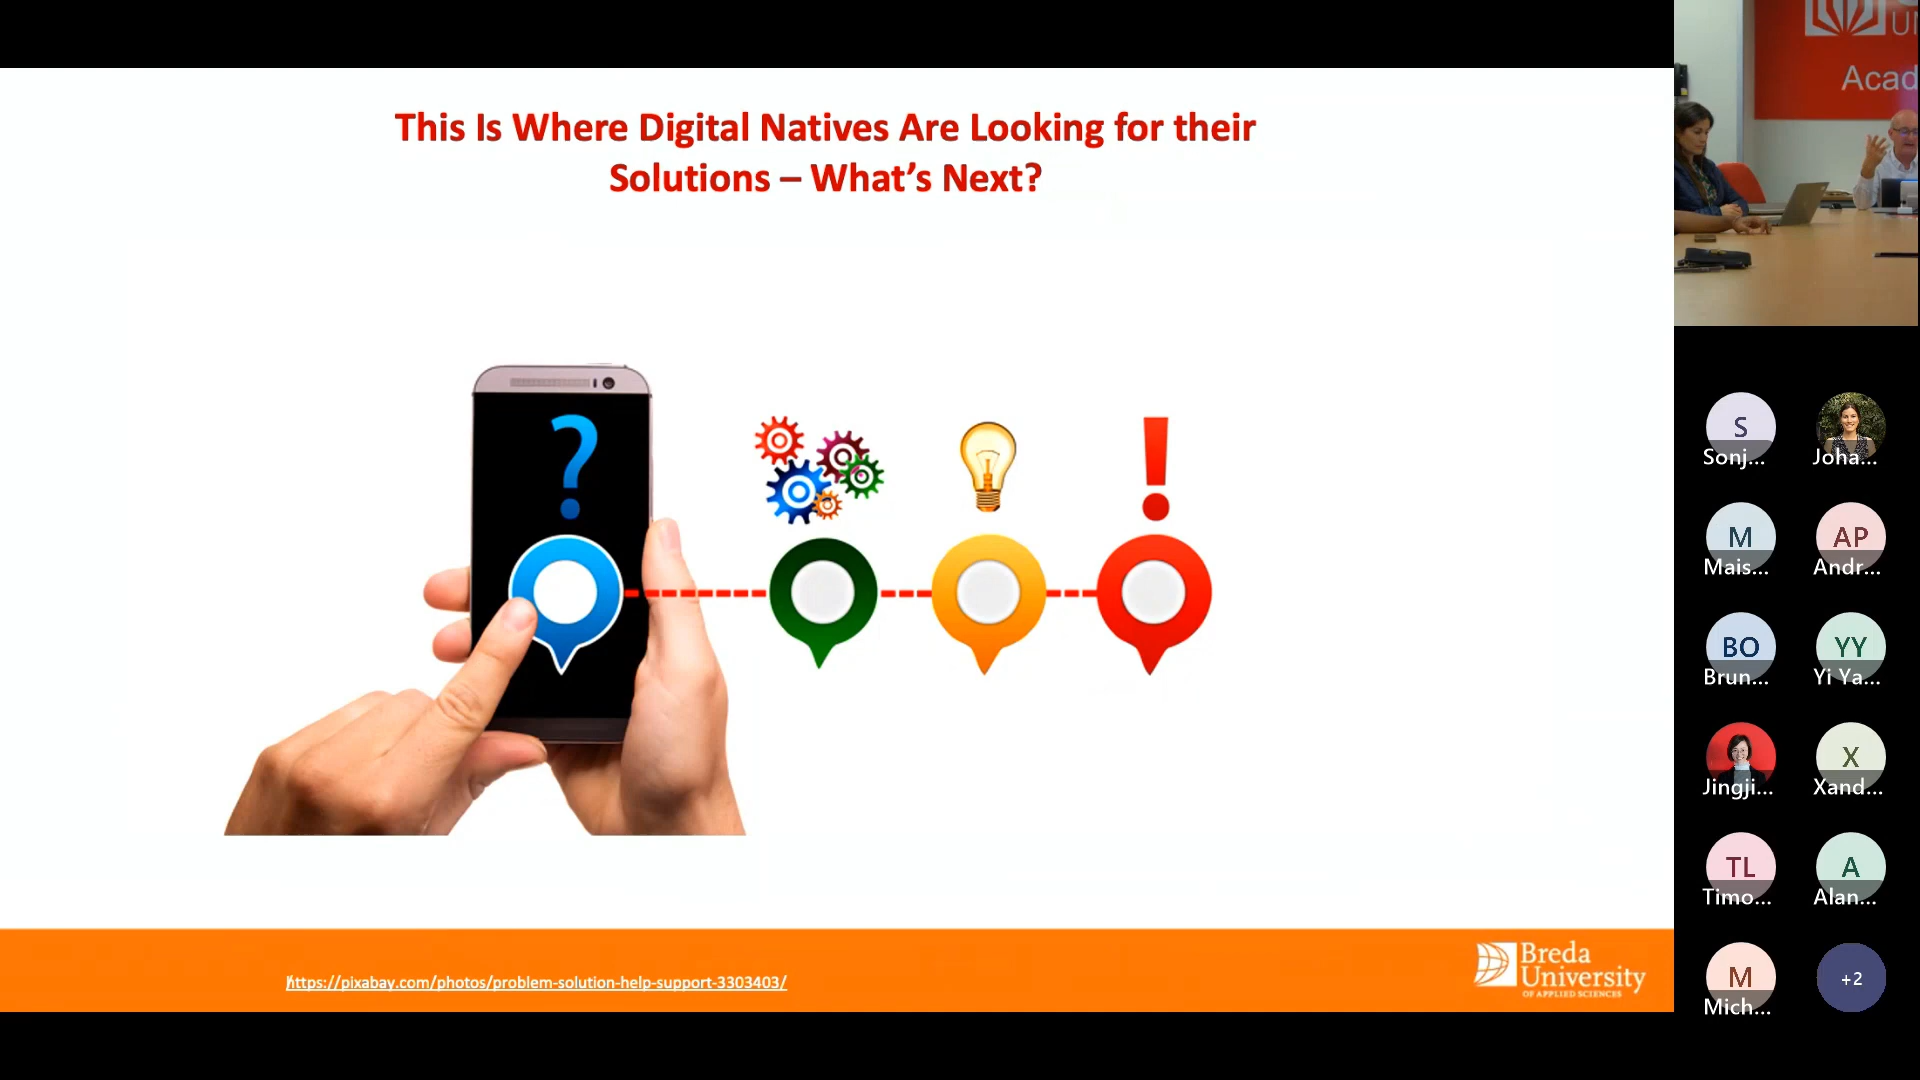 This Is Where Digital Natives Are Looking for their
Solutions – What's Next?
?
!
https://pixabay.com/photos/problem-solution-help-support-3303403/
Breda
University
OF APPLIED SCIENCES
Acad
S
Sonj...
Joha...
M
Mais...
AP
Andr...
BO
Brun...
YY
Yi Ya...
Jingji...
X
Xand...
TL
Timo...
A
Alan...
M
Mich...
+2